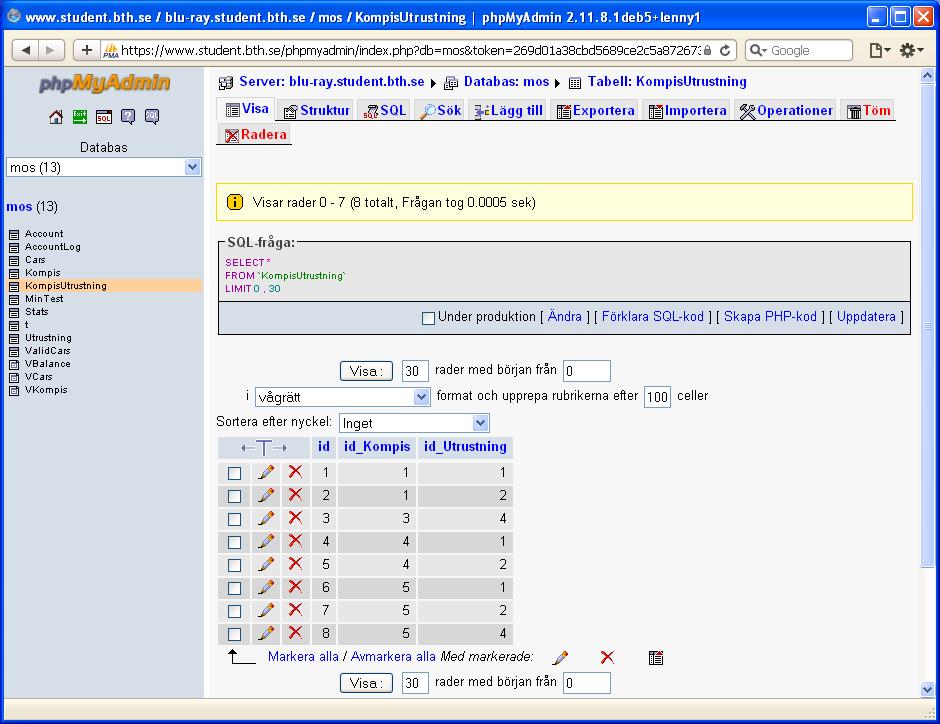 www.student.bth.se / blu-ray.student.bth.se / mos / KompisUtrustning | phpMyAdmin 2.11.8.1deb5+lenny1
https://www.student.bth.se/phpmyadmin/index.php?db=mos&token=269d01a38cbd5689ce2c5a87267 Google
phpMyAdmin
Databas
mos (13)
mos (13)
Account
AccountLog
Cars
Kompis
KompisUtrustning
MinTest
Stats
t
Utrustning
ValidCars
VBalance
VCars
VKompis
Server: blu-ray.student.bth.se Databas: mos Tabell: KompisUtrustning
Visa Struktur SQL Sök Lägg till Exportera Importera Operationer Töm
Radera
Visar rader 0 - 7 (8 totalt, Frågan tog 0.0005 sek)
SQL-fråga:
SELECT *
FROM `KompisUtrustning`
LIMIT 0 , 30
Under produktion [ Ändra ] [ Förklara SQL-kod ] [ Skapa PHP-kod ] [ Uppdatera ]
Visa : 30 rader med början från 0
i vågrätt format och upprepa rubrikerna efter 100 celler
Sortera efter nyckel: Inget
id id_Kompis id_Utrustning
1 1 1
2 1 2
3 3 4
4 4 1
5 4 2
6 5 1
7 5 2
8 5 4
Markera alla / Avmarkera alla Med markerade:
Visa : 30 rader med början från 0